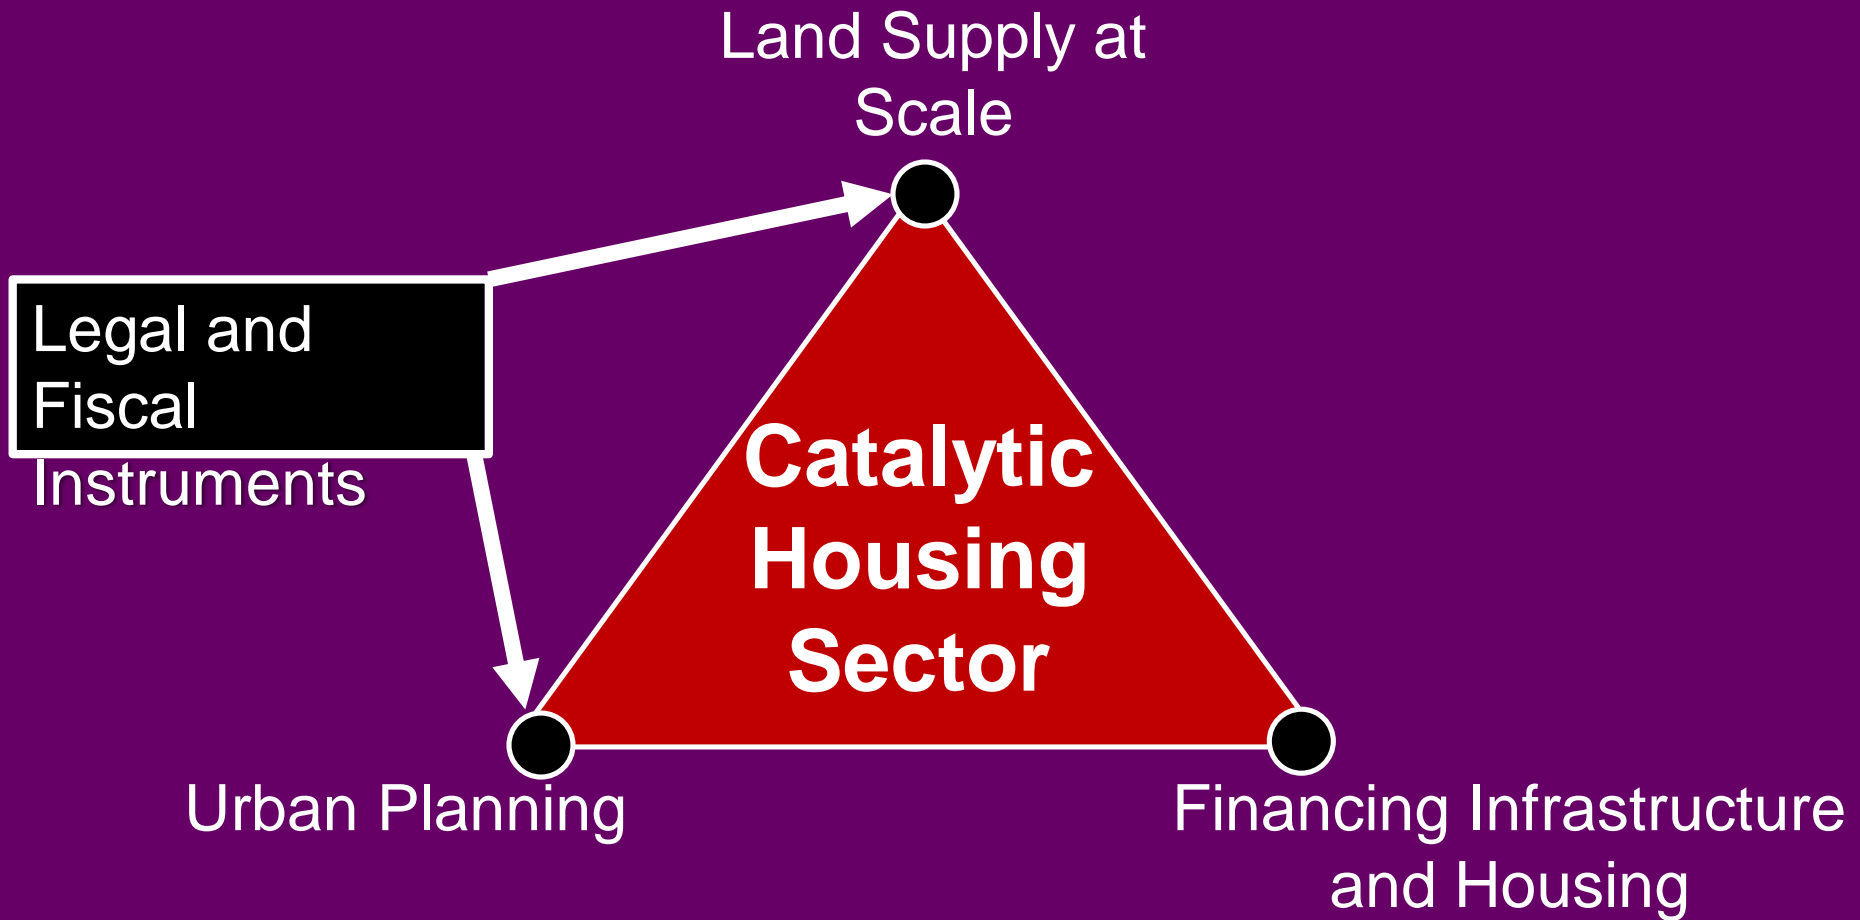 Land Supply at
Scale
Legal and
Fiscal
Instruments
Catalytic
Housing
Sector
Urban Planning
Financing Infrastructure
and Housing